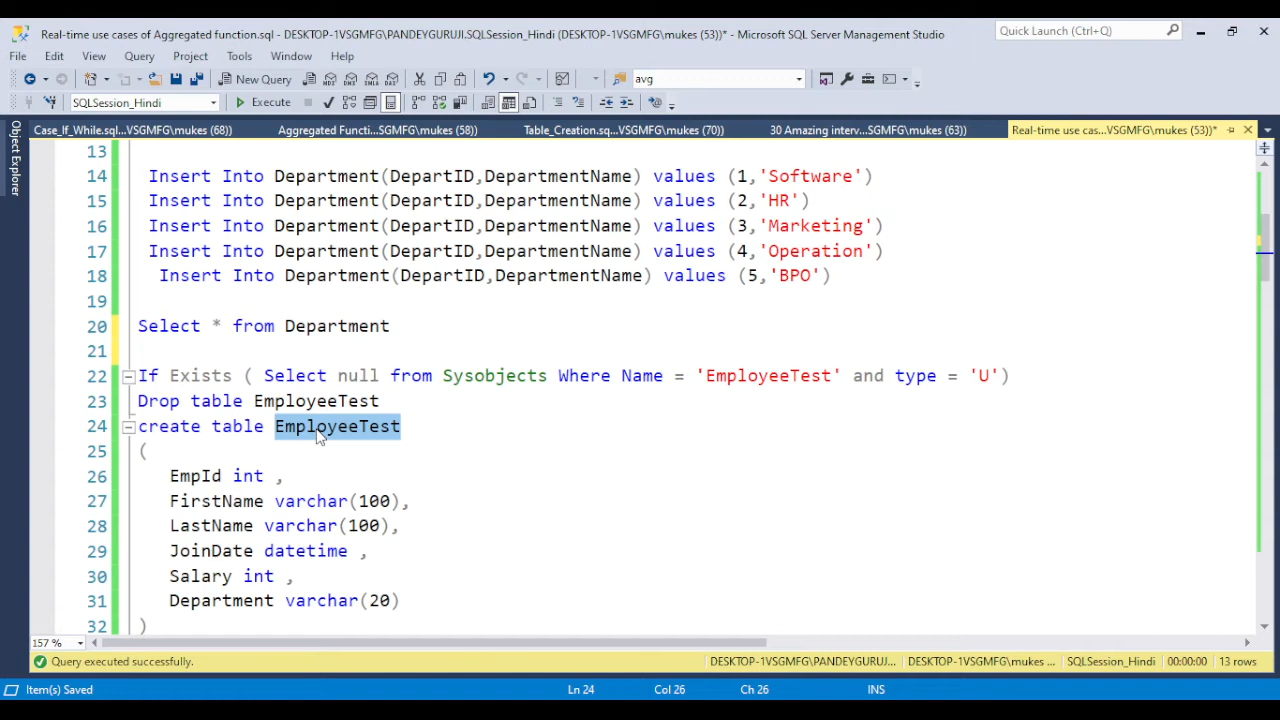 Real-time use cases of Aggregated function.sql - DESKTOP-1VSGMFG\PANDEYGURUJI.SQLSession_Hindi (DESKTOP-1VSGMFG\mukes (53))* - Microsoft SQL Server Management Studio
Quick Launch (Ctrl+Q)
File Edit View Query Project Tools Window Help
New Query
avg
SQLSession_Hindi
Execute
Case_If_While.sql...VSGMFG\mukes (68))
Aggregated Functi...SGMFG\mukes (58))
Table_Creation.sq...VSGMFG\mukes (70))
30 Amazing interv...SGMFG\mukes (63))
Real-time use cas...VSGMFG\mukes (53))*
Object Explorer
13
14 Insert Into Department(DepartID,DepartmentName) values (1,'Software')
15 Insert Into Department(DepartID,DepartmentName) values (2,'HR')
16 Insert Into Department(DepartID,DepartmentName) values (3,'Marketing')
17 Insert Into Department(DepartID,DepartmentName) values (4,'Operation')
18 Insert Into Department(DepartID,DepartmentName) values (5,'BPO')
19
20 Select * from Department
21
22 If Exists ( Select null from Sysobjects Where Name = 'EmployeeTest' and type = 'U')
23 Drop table EmployeeTest
24 create table EmployeeTest
25 (
26 EmpId int ,
27 FirstName varchar(100),
28 LastName varchar(100),
29 JoinDate datetime ,
30 Salary int ,
31 Department varchar(20)
32 )
157 %
Query executed successfully.
DESKTOP-1VSGMFG\PANDEYGURUJ... DESKTOP-1VSGMFG\mukes ... SQLSession_Hindi 00:00:00 13 rows
Item(s) Saved
Ln 24 Col 26 Ch 26 INS